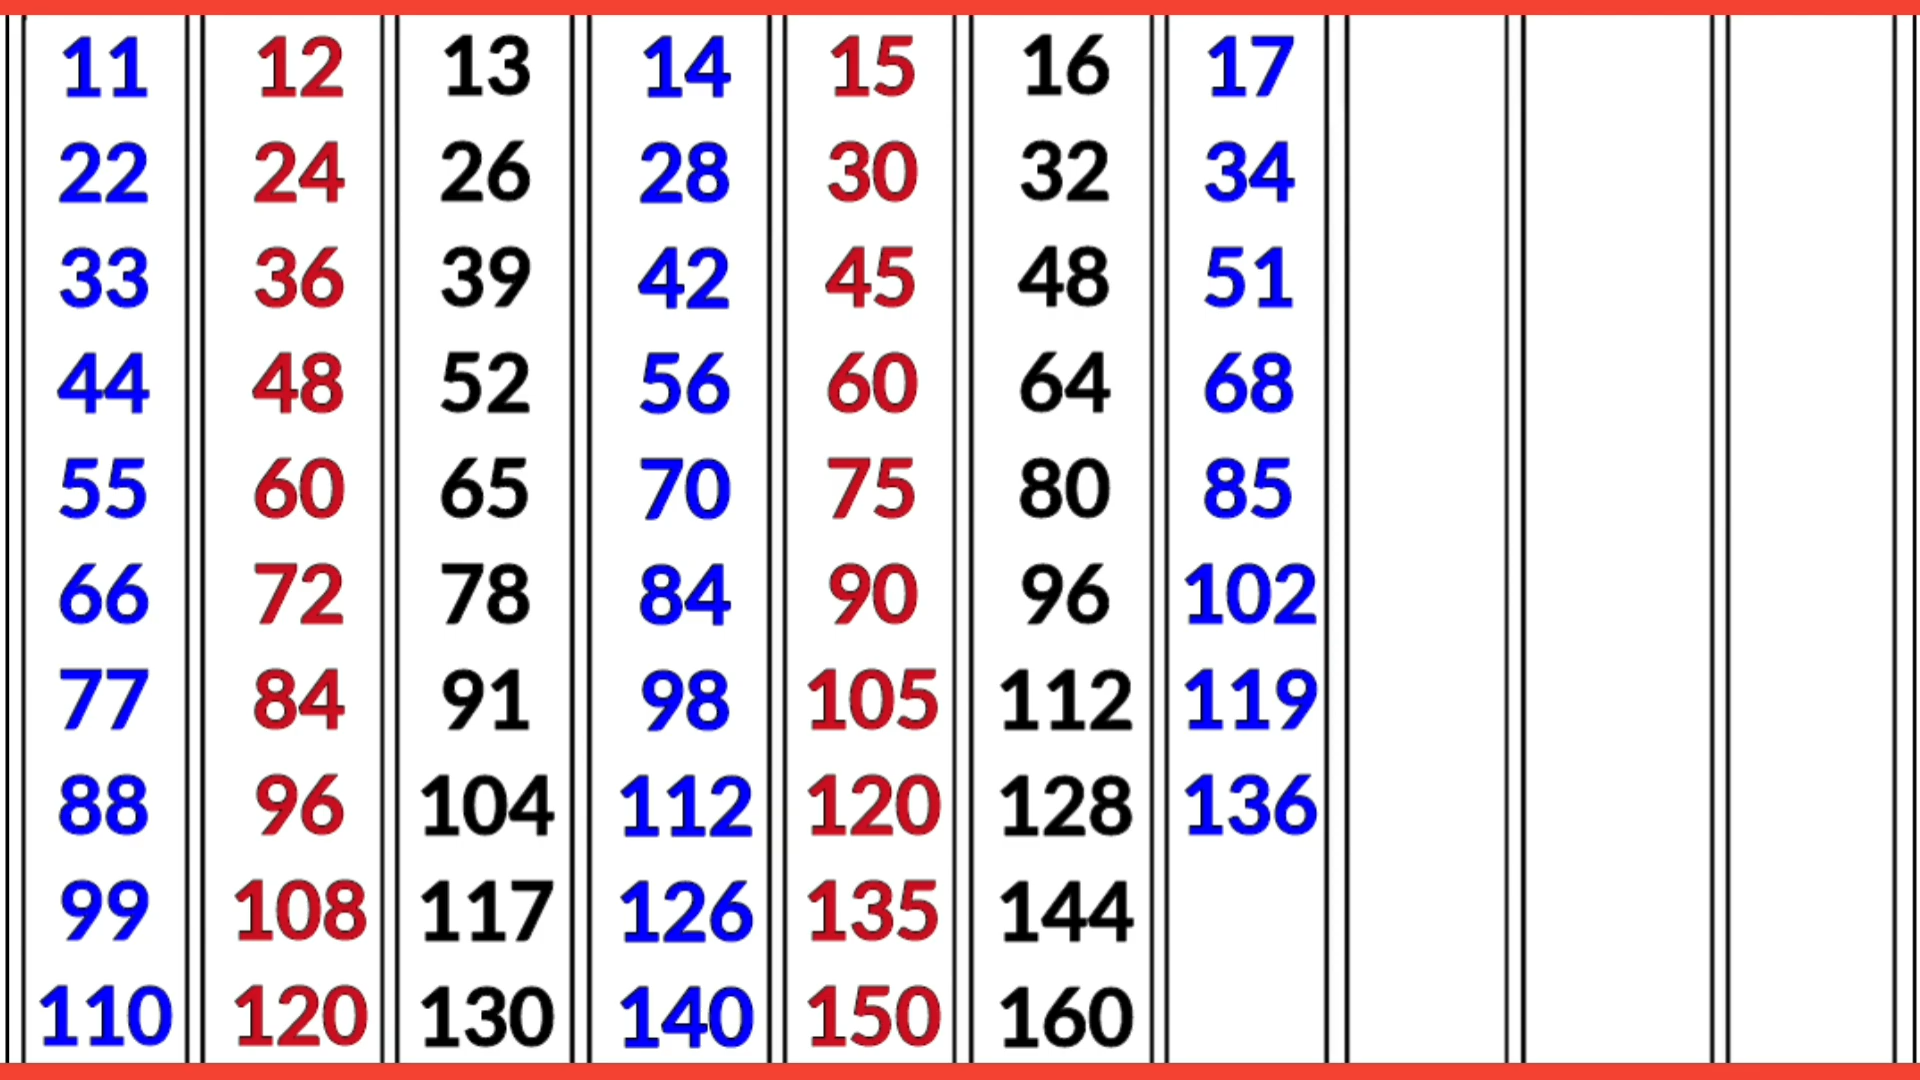 11 12 13 14 15 16 17
22 24 26 28 30 32 34
33 36 39 42 45 48 51
44 48 52 56 60 64 68
55 60 65 70 75 80 85
66 72 78 84 90 96 102
77 84 91 98 105 112 119
88 96 104 112 120 128 136
99 108 117 126 135 144
110 120 130 140 150 160